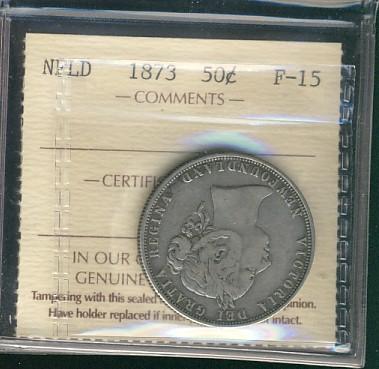 NFLD 1873 50¢ F-15
— COMMENTS —
— CERTIF
IN OUR
GENUINE
Tampering with this sealed
Have holder replaced if intact.
VICTORIA DEI GRATIA REGINA NEWFOUNDLAND